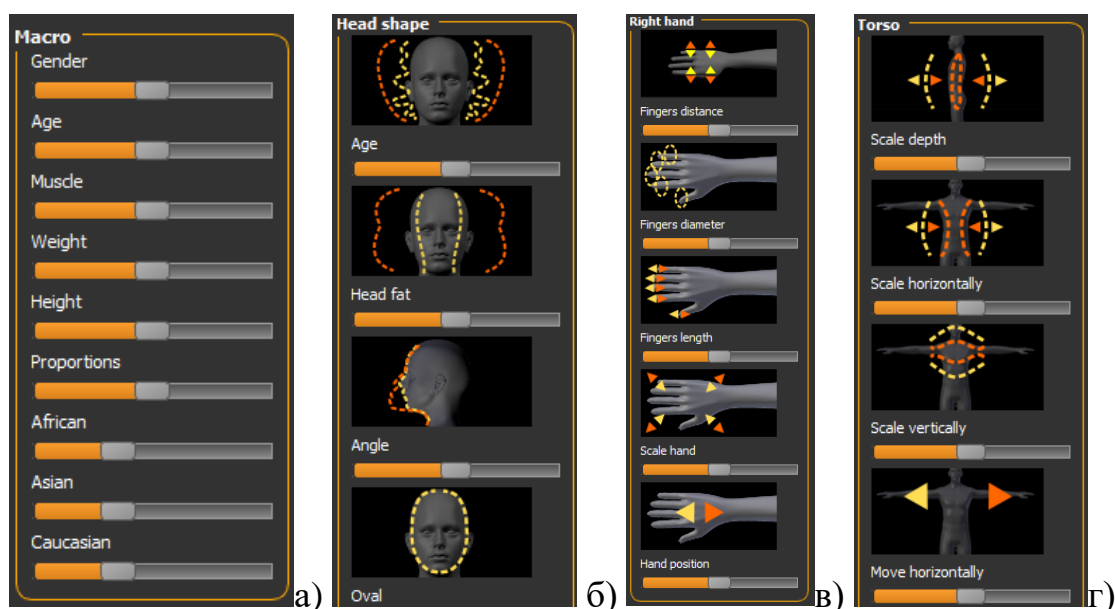 Macro
Gender
Age
Muscle
Weight
Height
Proportions
African
Asian
Caucasian
а)
Head shape
Age
Head fat
Angle
Oval
б)
Right hand
Fingers distance
Fingers diameter
Fingers length
Scale hand
Hand position
в)
Torso
Scale depth
Scale horizontally
Scale vertically
Move horizontally
г)